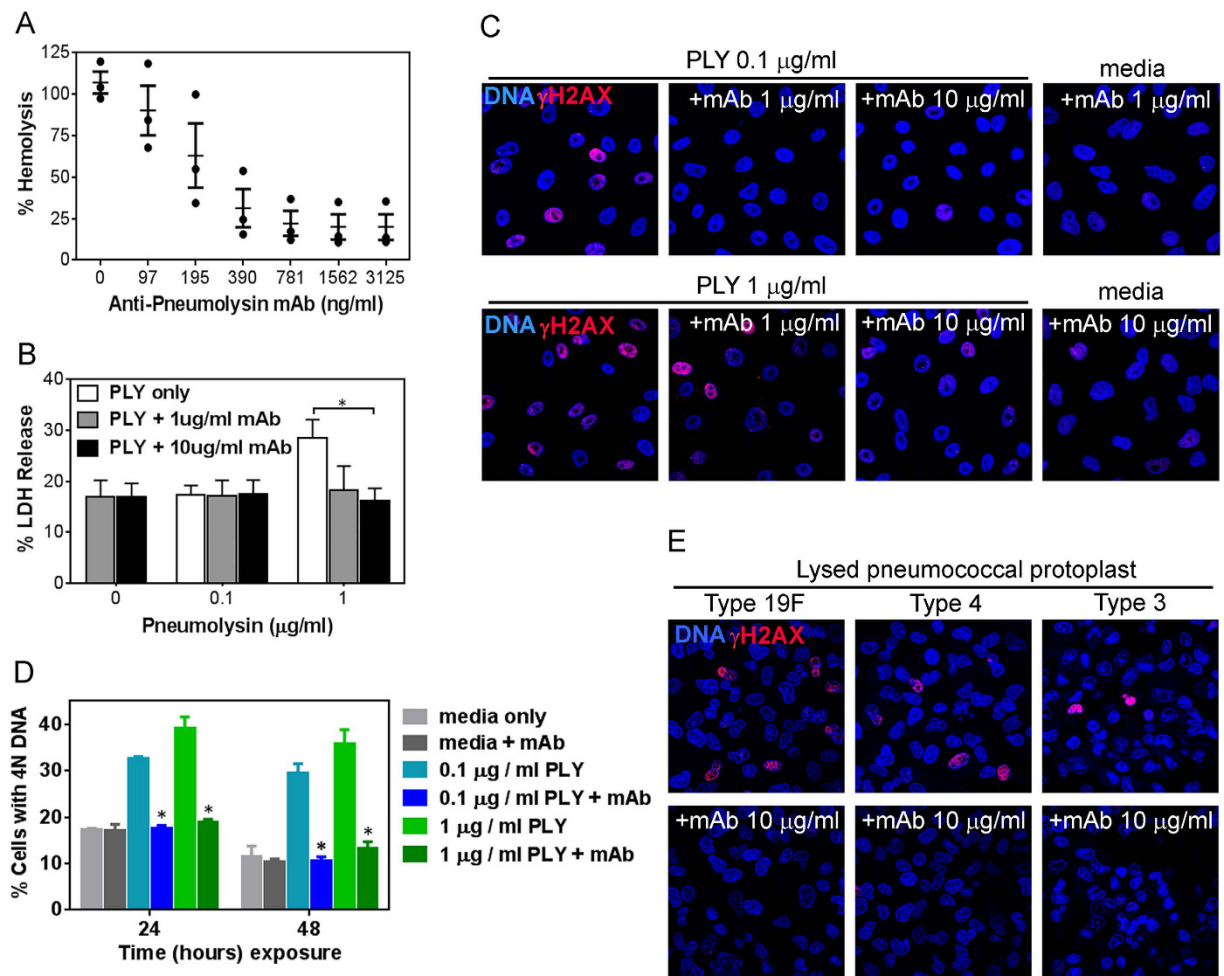 A
125
100
75
50
25
0
% Hemolysis
0 97 195 390 781 1562 3125
Anti-Pneumolysin mAb (ng/ml)
B
40
30
20
10
0
% LDH Release
PLY only
PLY + 1ug/ml mAb
PLY + 10ug/ml mAb
*
0 0.1 1
Pneumolysin (μg/ml)
C
PLY 0.1 μg/ml
media
DNA γH2AX
+mAb 1 μg/ml
+mAb 10 μg/ml
+mAb 1 μg/ml
PLY 1 μg/ml
media
DNA γH2AX
+mAb 1 μg/ml
+mAb 10 μg/ml
+mAb 10 μg/ml
D
40
30
20
10
0
% Cells with 4N DNA
* * * *
24 48
Time (hours) exposure
media only
media + mAb
0.1 μg / ml PLY
0.1 μg / ml PLY + mAb
1 μg / ml PLY
1 μg / ml PLY + mAb
E
Lysed pneumococcal protoplast
Type 19F Type 4 Type 3
DNA γH2AX
+mAb 10 μg/ml
+mAb 10 μg/ml
+mAb 10 μg/ml